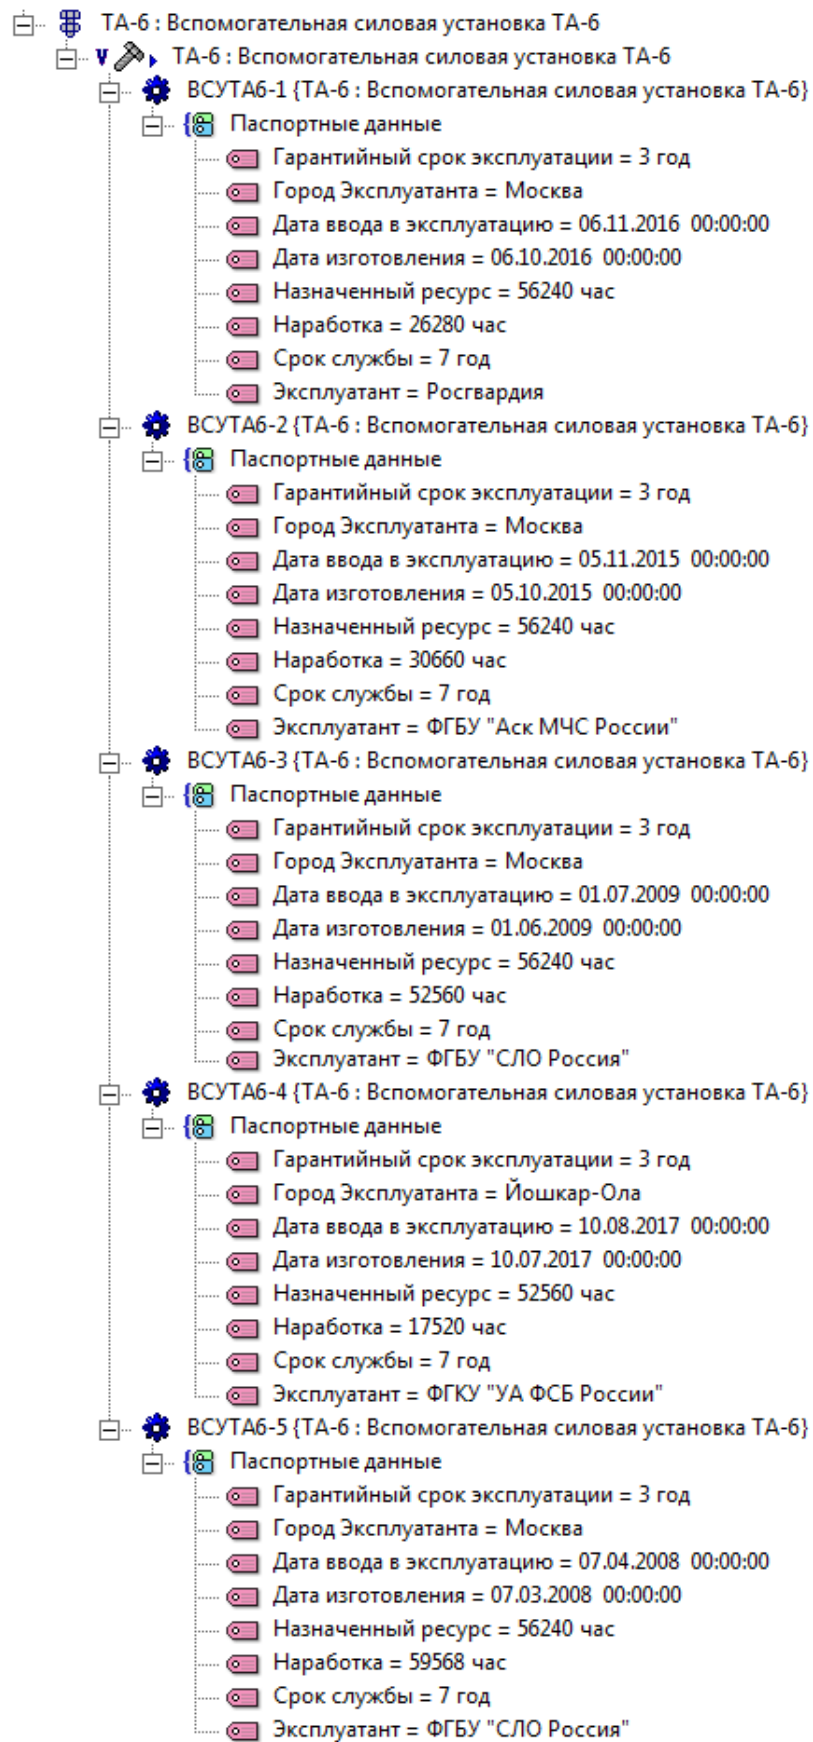 ТА-6 : Вспомогательная силовая установка ТА-6
V ТА-6 : Вспомогательная силовая установка ТА-6
ВСУТА6-1 {ТА-6 : Вспомогательная силовая установка ТА-6}
Паспортные данные
Гарантийный срок эксплуатации = 3 год
Город Эксплуатанта = Москва
Дата ввода в эксплуатацию = 06.11.2016 00:00:00
Дата изготовления = 06.10.2016 00:00:00
Назначенный ресурс = 56240 час
Наработка = 26280 час
Срок службы = 7 год
Эксплуатант = Росгвардия
ВСУТА6-2 {ТА-6 : Вспомогательная силовая установка ТА-6}
Паспортные данные
Гарантийный срок эксплуатации = 3 год
Город Эксплуатанта = Москва
Дата ввода в эксплуатацию = 05.11.2015 00:00:00
Дата изготовления = 05.10.2015 00:00:00
Назначенный ресурс = 56240 час
Наработка = 30660 час
Срок службы = 7 год
Эксплуатант = ФГБУ "Аск МЧС России"
ВСУТА6-3 {ТА-6 : Вспомогательная силовая установка ТА-6}
Паспортные данные
Гарантийный срок эксплуатации = 3 год
Город Эксплуатанта = Москва
Дата ввода в эксплуатацию = 01.07.2009 00:00:00
Дата изготовления = 01.06.2009 00:00:00
Назначенный ресурс = 56240 час
Наработка = 52560 час
Срок службы = 7 год
Эксплуатант = ФГБУ "СЛО Россия"
ВСУТА6-4 {ТА-6 : Вспомогательная силовая установка ТА-6}
Паспортные данные
Гарантийный срок эксплуатации = 3 год
Город Эксплуатанта = Йошкар-Ола
Дата ввода в эксплуатацию = 10.08.2017 00:00:00
Дата изготовления = 10.07.2017 00:00:00
Назначенный ресурс = 52560 час
Наработка = 17520 час
Срок службы = 7 год
Эксплуатант = ФГКУ "УА ФСБ России"
ВСУТА6-5 {ТА-6 : Вспомогательная силовая установка ТА-6}
Паспортные данные
Гарантийный срок эксплуатации = 3 год
Город Эксплуатанта = Москва
Дата ввода в эксплуатацию = 07.04.2008 00:00:00
Дата изготовления = 07.03.2008 00:00:00
Назначенный ресурс = 56240 час
Наработка = 59568 час
Срок службы = 7 год
Эксплуатант = ФГБУ "СЛО Россия"